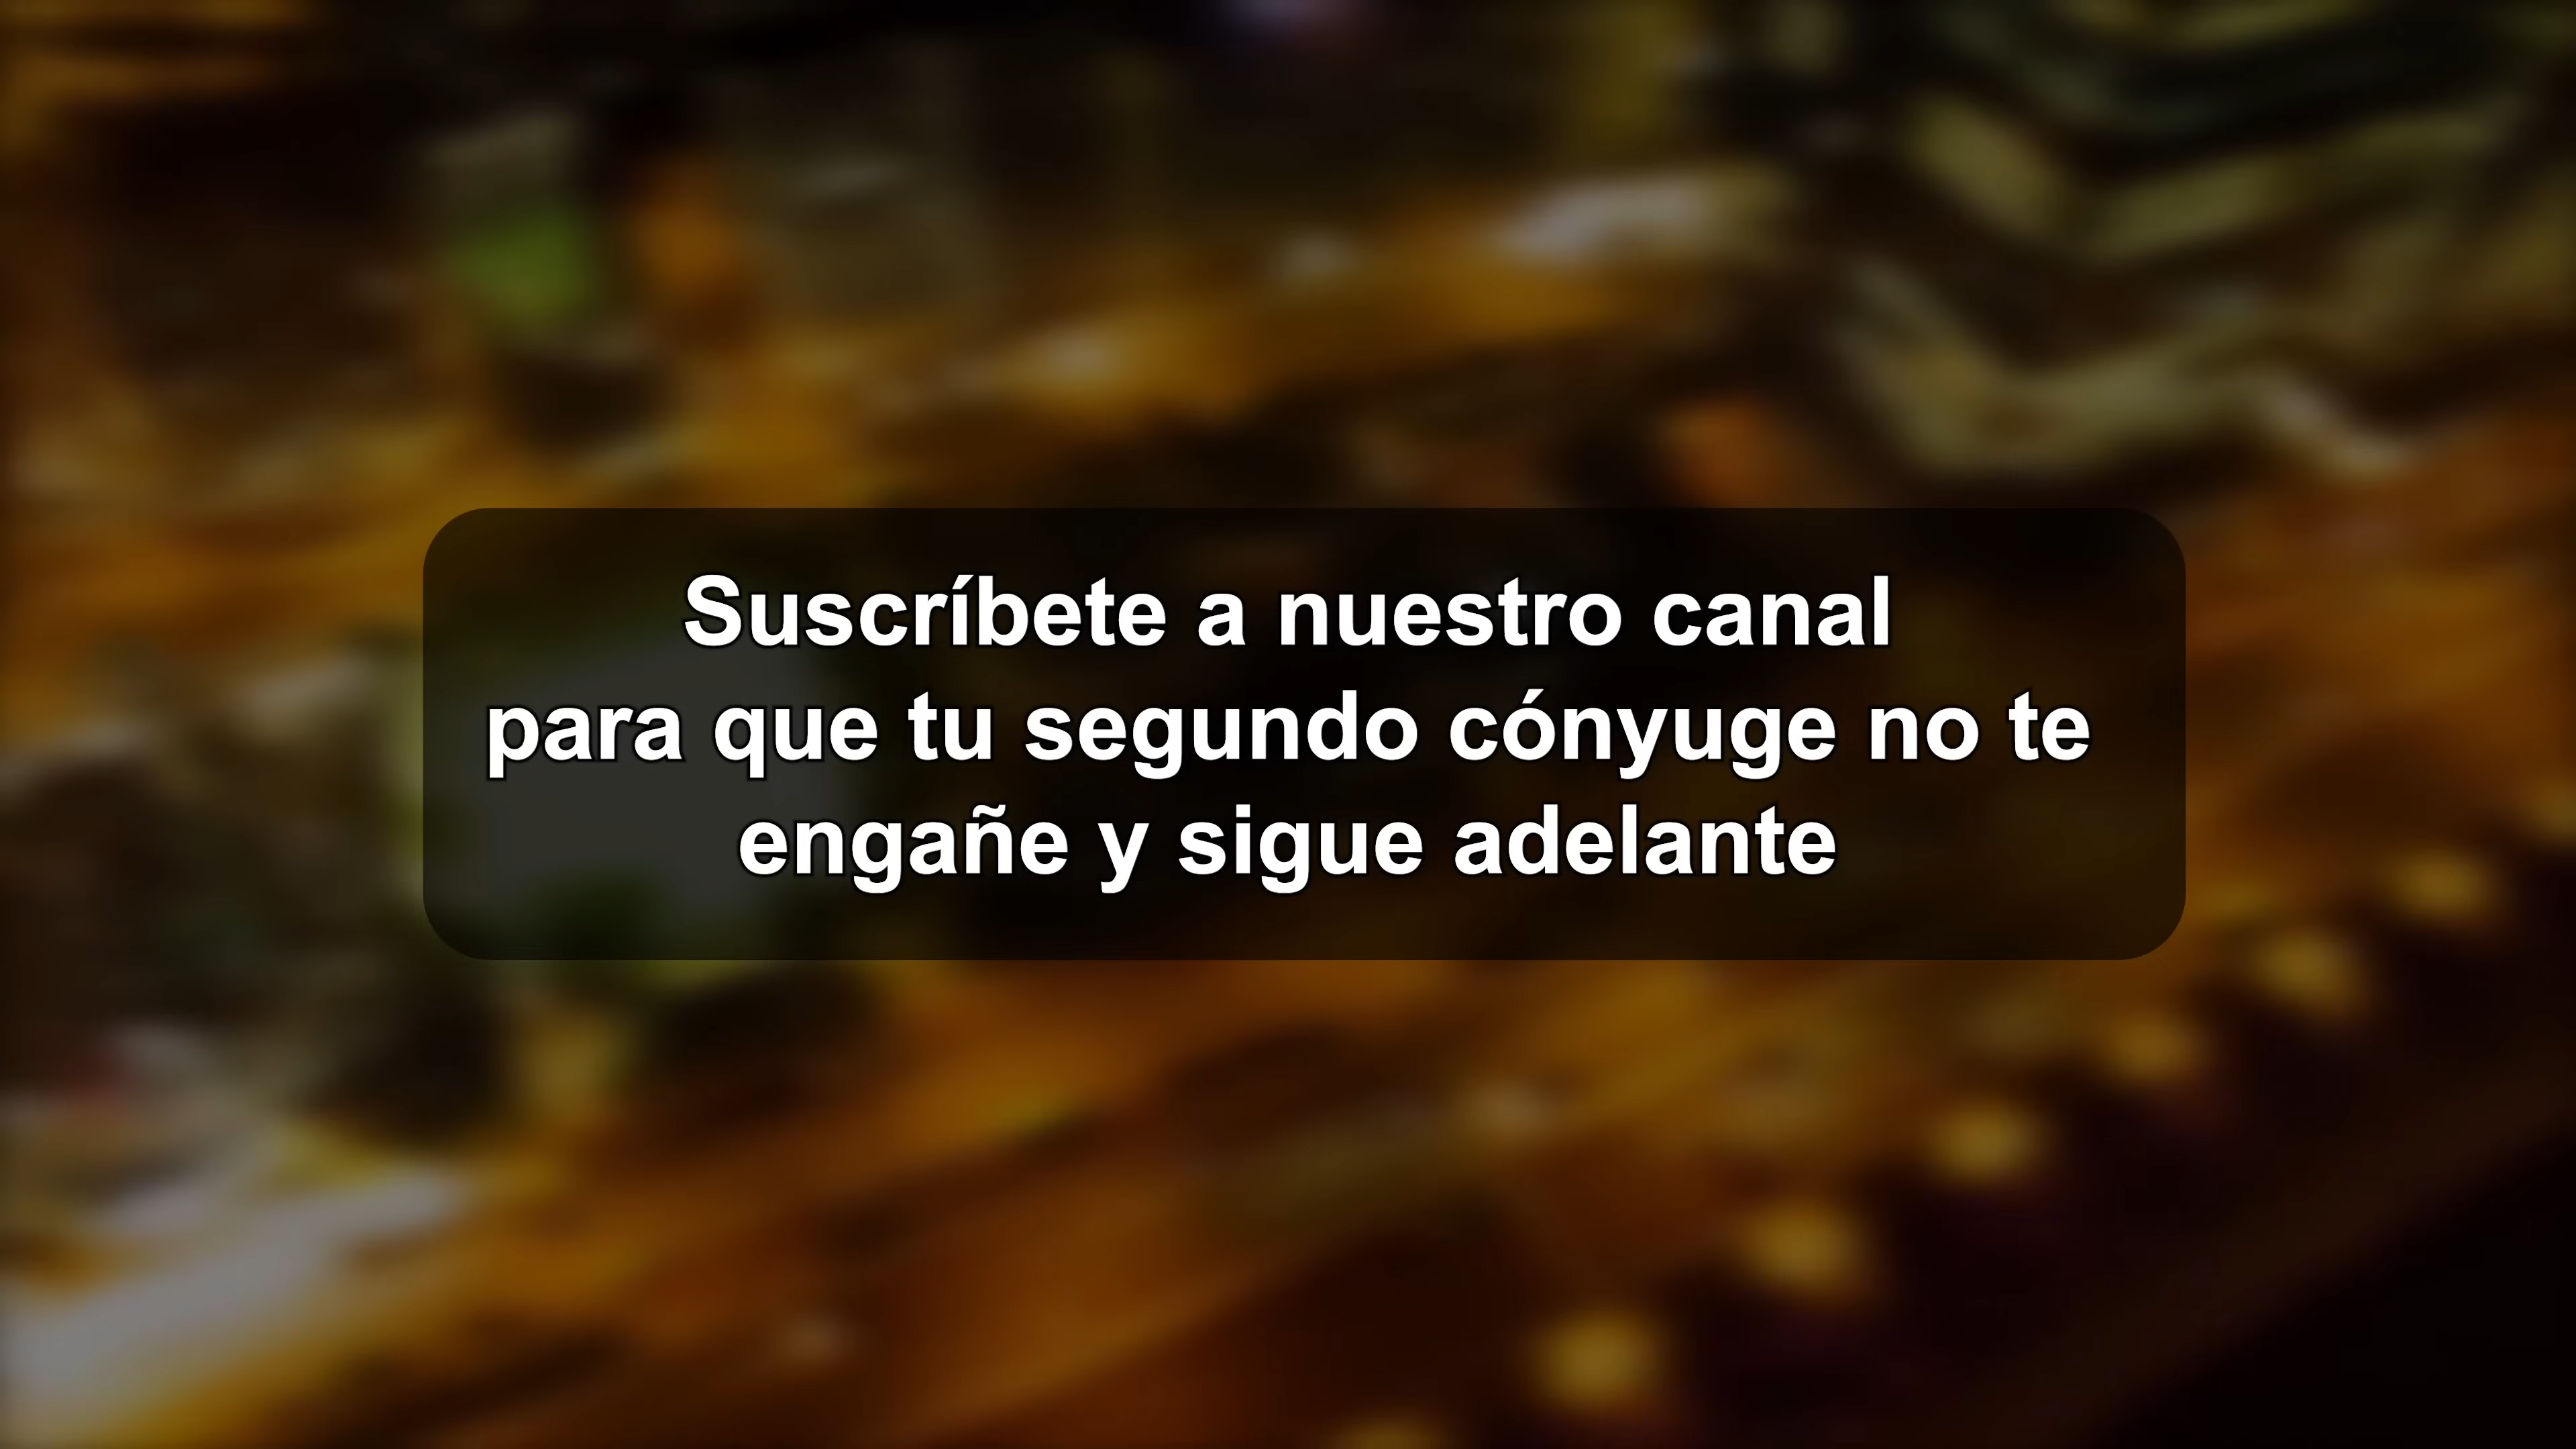 Suscríbete a nuestro canal
para que tu segundo cónyuge no te
engañe y sigue adelante